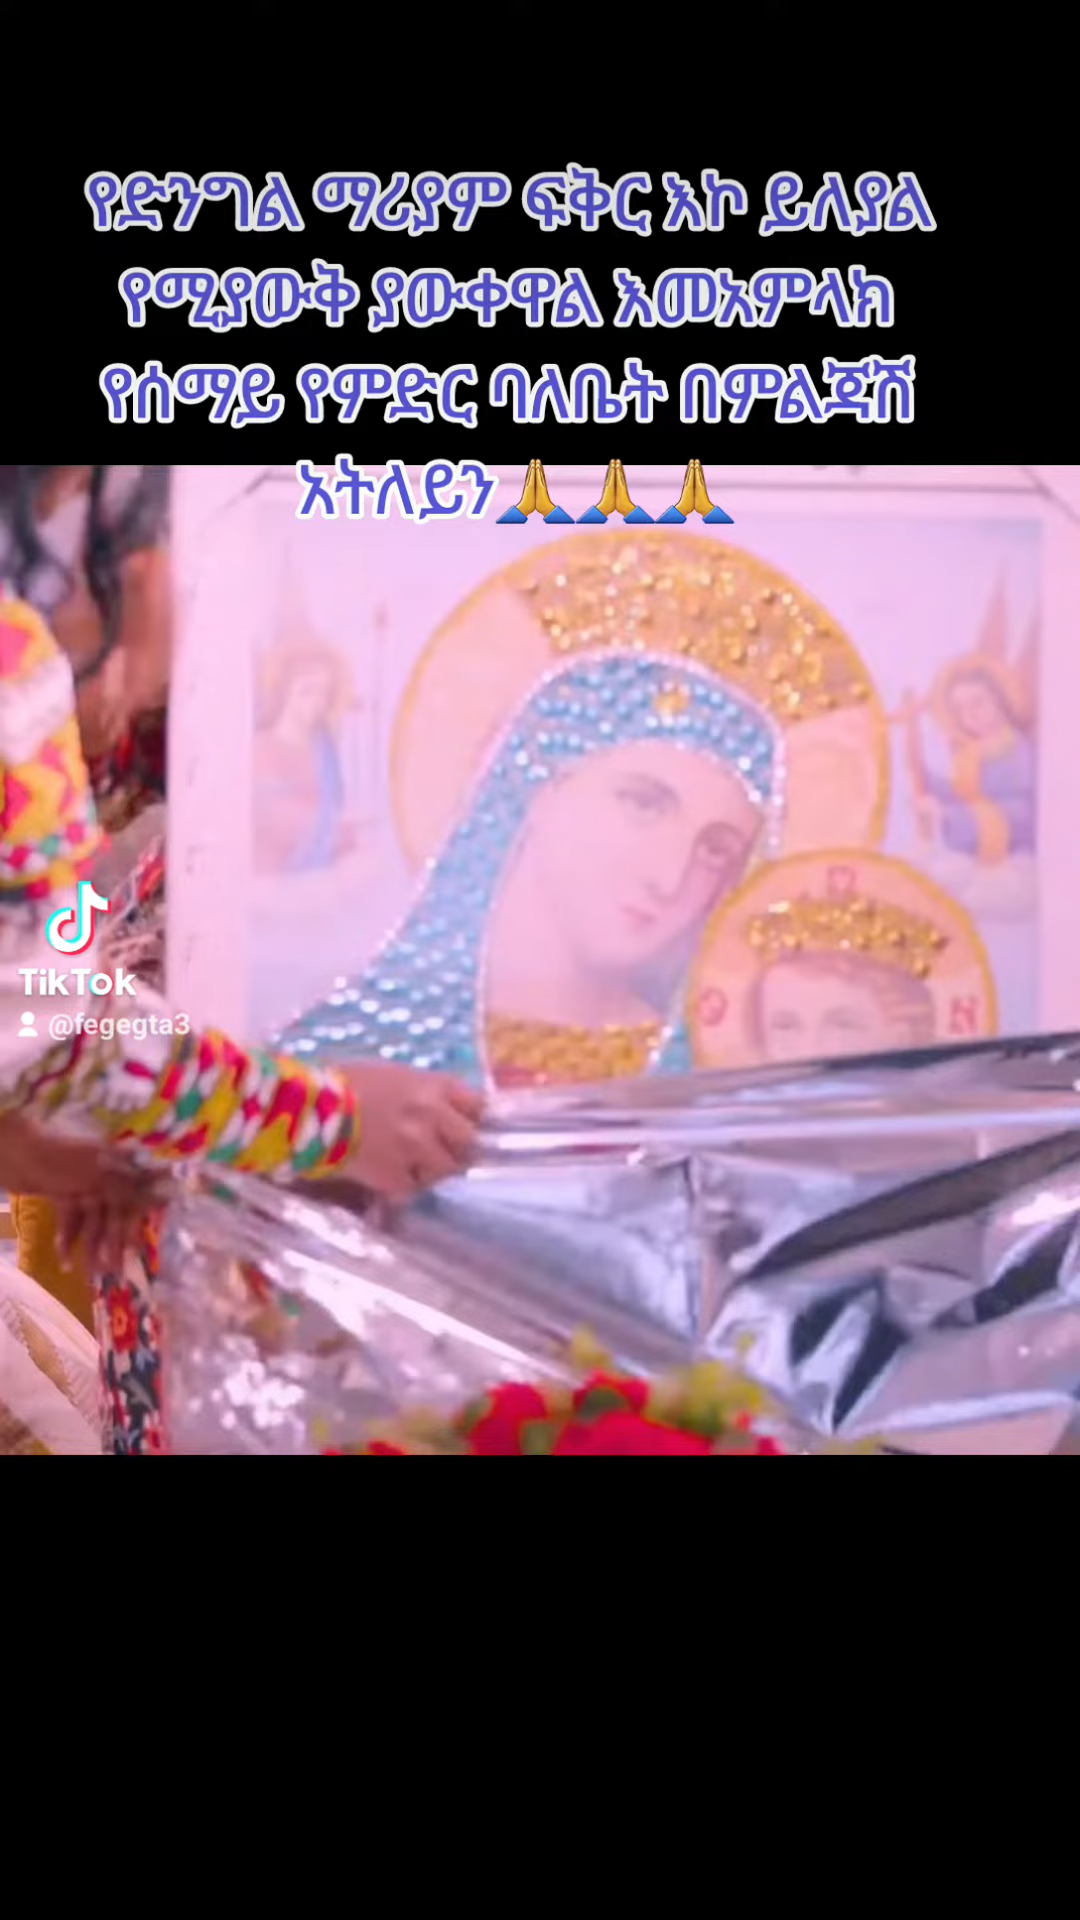 የድንግል ማሪያም ፍቅር እኮ ይለያል
የሚያውቅ ያውቀዋል እመአምላክ
የሰማይ የምድር ባለቤት በምልጃሽ
አትለይን🙏🙏🙏
TikTok
@fegegta3